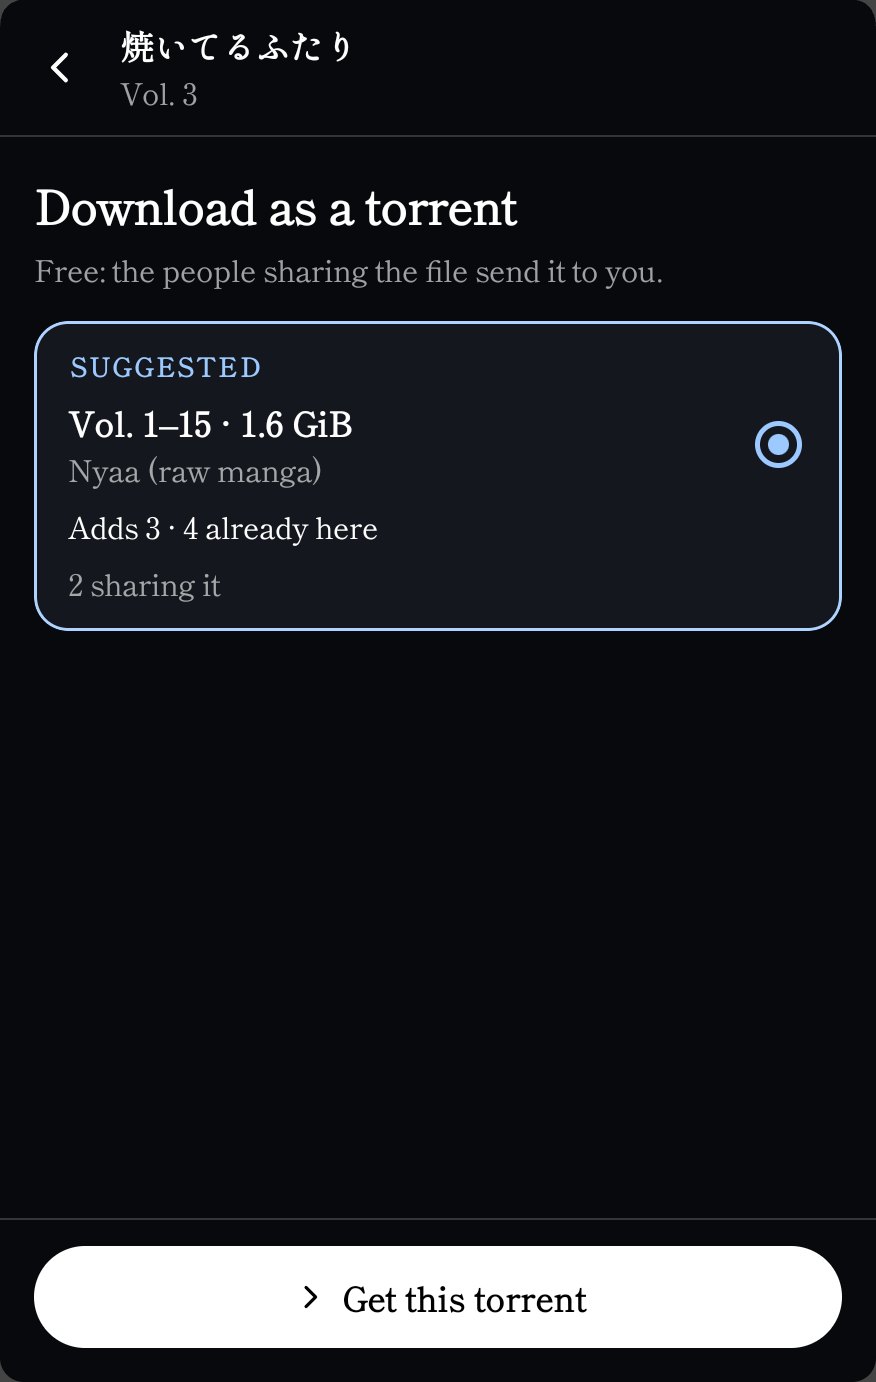 焼いてるふたり
Vol. 3
Download as a torrent
Free: the people sharing the file send it to you.
SUGGESTED
Vol. 1–15 · 1.6 GiB
Nyaa (raw manga)
Adds 3 · 4 already here
2 sharing it
Get this torrent